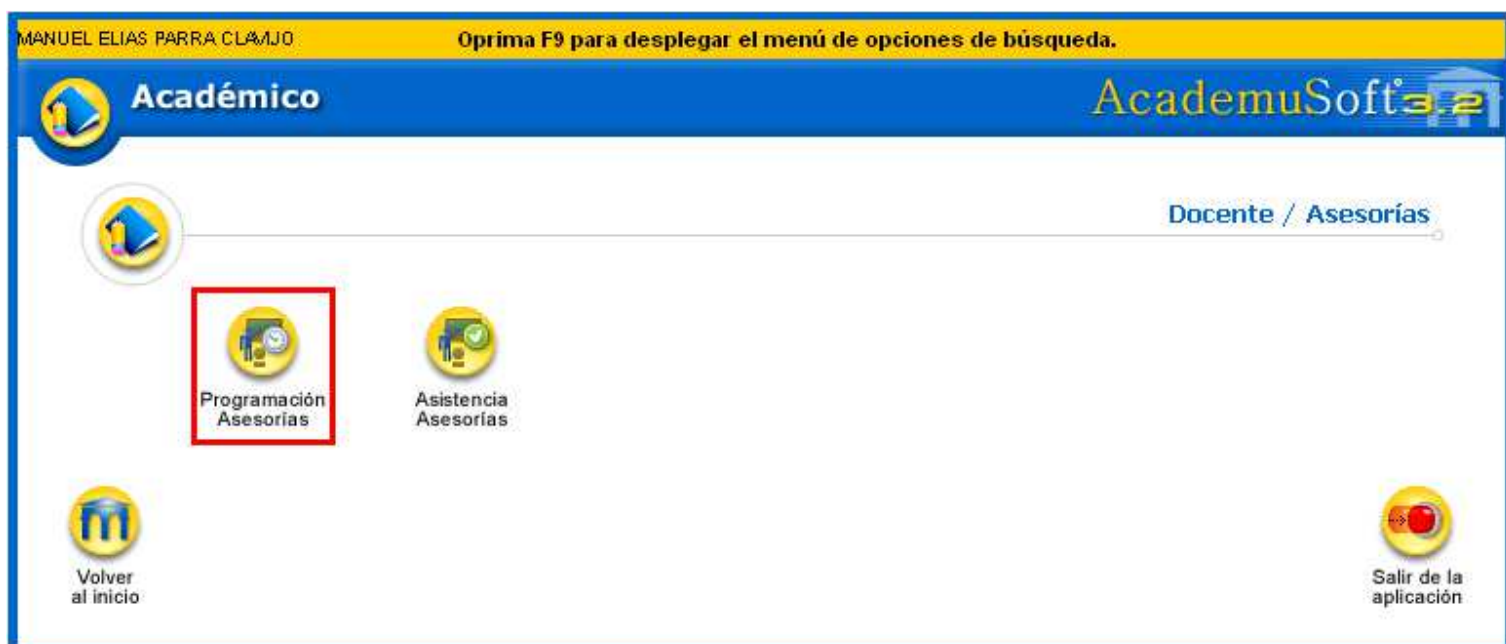 MANUEL ELIAS PARRA CLAVIJO
Oprima F9 para desplegar el menú de opciones de búsqueda.
Académico
AcademuSoft 3.2
Docente / Asesorías
Programación
Asesorías
Asistencia
Asesorías
Volver
al inicio
Salir de la
aplicación